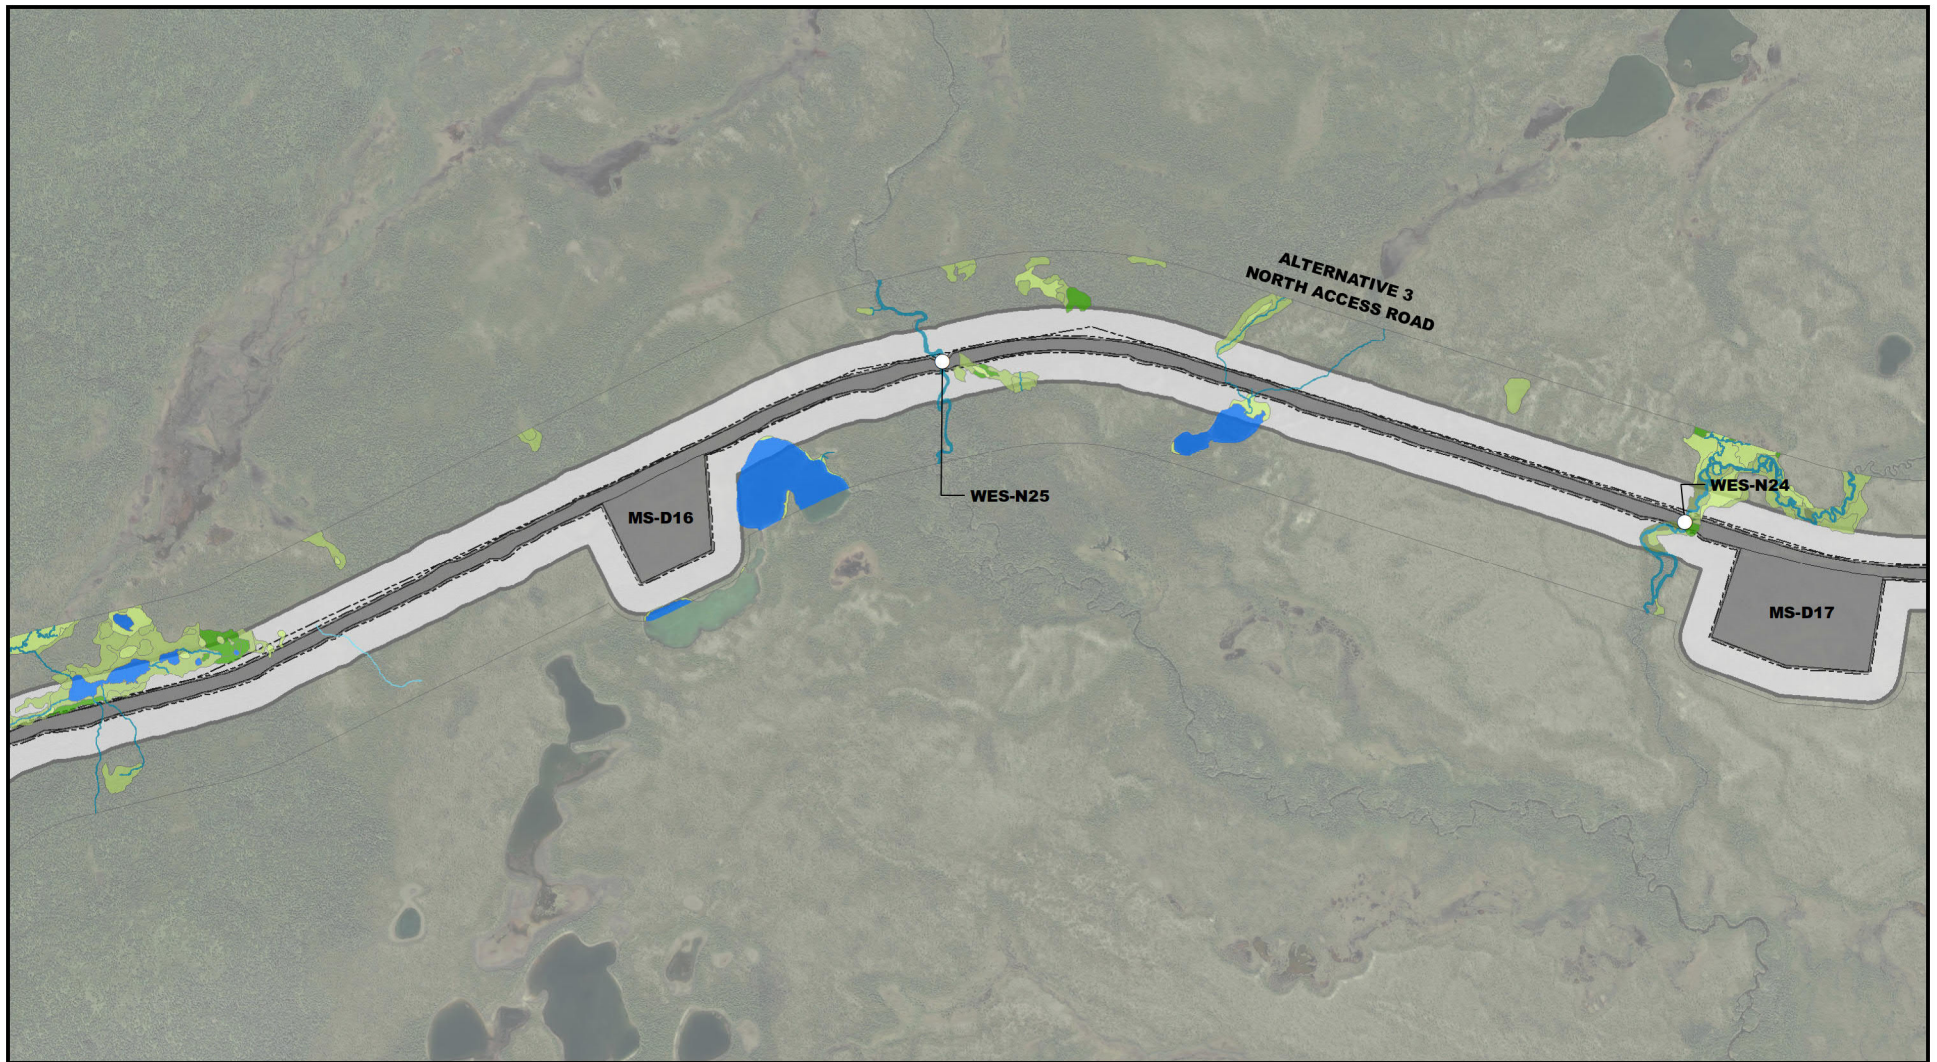 ALTERNATIVE 3
NORTH ACCESS ROAD
WES-N25
WES-N24
MS-D16
MS-D17